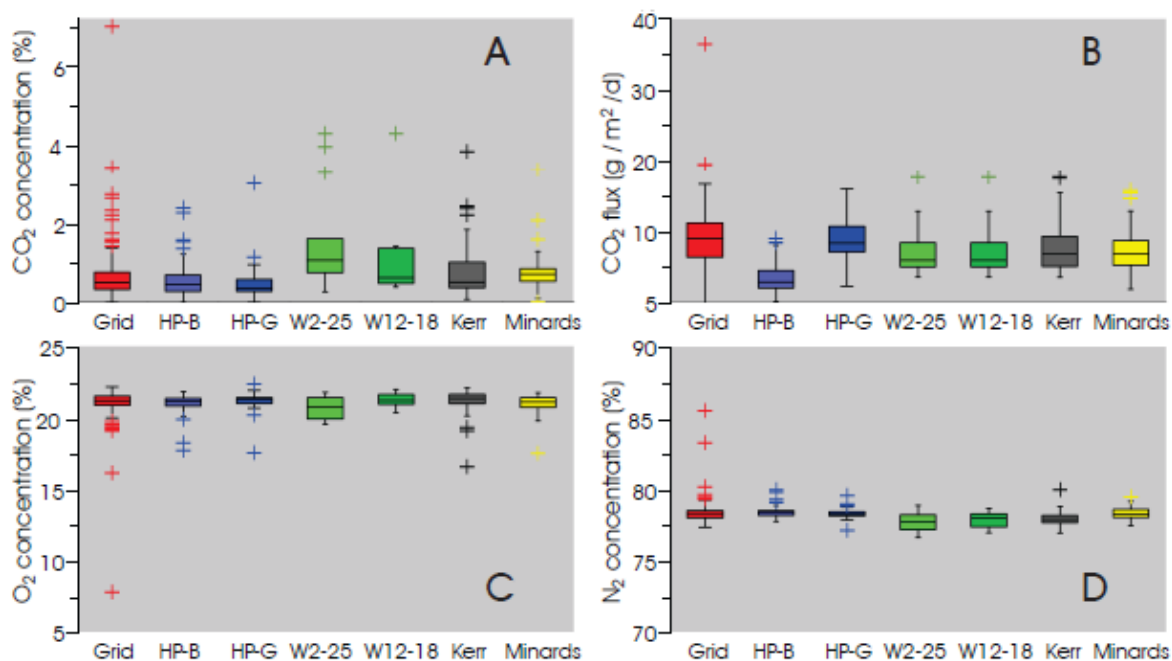 A
CO₂ concentration (%)
6
4
2
0
Grid HP-B HP-G W2-25 W12-18 Kerr Minards
B
CO₂ flux (g / m² /d)
40
30
20
10
5
Grid HP-B HP-G W2-25 W12-18 Kerr Minards
C
O₂ concentration (%)
25
20
15
10
5
Grid HP-B HP-G W2-25 W12-18 Kerr Minards
D
N₂ concentration (%)
90
85
80
75
70
Grid HP-B HP-G W2-25 W12-18 Kerr Minards